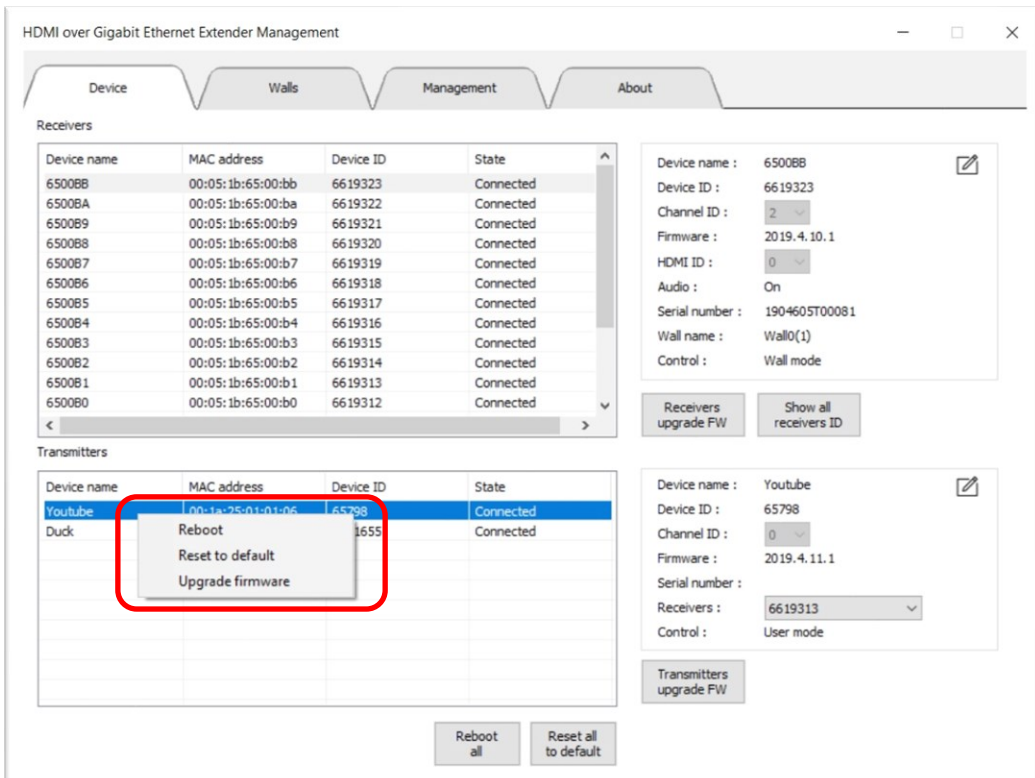 HDMI over Gigabit Ethernet Extender Management
Device Walls Management About
Receivers
Device name MAC address Device ID State
6500BB 00:05:1b:65:00:bb 6619323 Connected
6500BA 00:05:1b:65:00:ba 6619322 Connected
6500B9 00:05:1b:65:00:b9 6619321 Connected
6500B8 00:05:1b:65:00:b8 6619320 Connected
6500B7 00:05:1b:65:00:b7 6619319 Connected
6500B6 00:05:1b:65:00:b6 6619318 Connected
6500B5 00:05:1b:65:00:b5 6619317 Connected
6500B4 00:05:1b:65:00:b4 6619316 Connected
6500B3 00:05:1b:65:00:b3 6619315 Connected
6500B2 00:05:1b:65:00:b2 6619314 Connected
6500B1 00:05:1b:65:00:b1 6619313 Connected
6500B0 00:05:1b:65:00:b0 6619312 Connected
Device name : 6500BB
Device ID : 6619323
Channel ID : 2
Firmware : 2019.4.10.1
HDMI ID : 0
Audio : On
Serial number : 1904605T00081
Wall name : Wall0(1)
Control : Wall mode
Receivers
upgrade FW
Show all
receivers ID
Transmitters
Device name MAC address Device ID State
Youtube 00:1a:25:01:01:06 65798 Connected
Duck 1655 Connected
Reboot
Reset to default
Upgrade firmware
Device name : Youtube
Device ID : 65798
Channel ID : 0
Firmware : 2019.4.11.1
Serial number :
Receivers : 6619313
Control : User mode
Transmitters
upgrade FW
Reboot
all
Reset all
to default